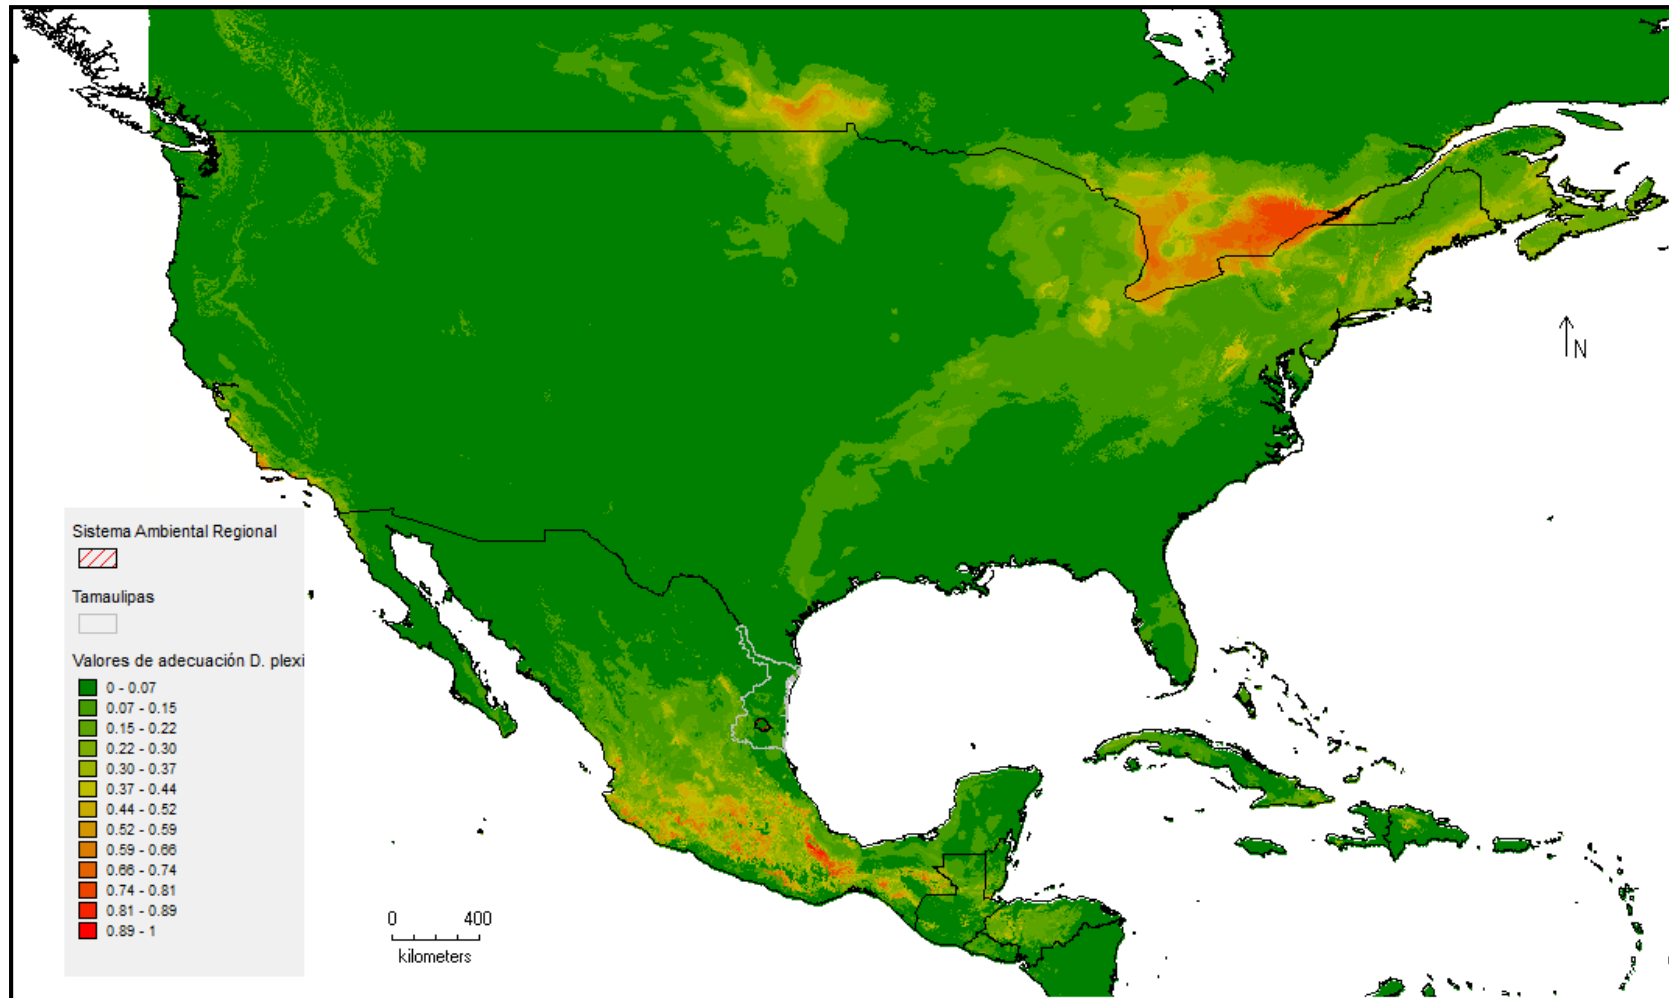 N
Sistema Ambiental Regional
Tamaulipas
Valores de adecuación D. plexi
0 - 0.07
0.07 - 0.15
0.15 - 0.22
0.22 - 0.30
0.30 - 0.37
0.37 - 0.44
0.44 - 0.52
0.52 - 0.59
0.59 - 0.66
0.66 - 0.74
0.74 - 0.81
0.81 - 0.89
0.89 - 1
0 400
kilometers